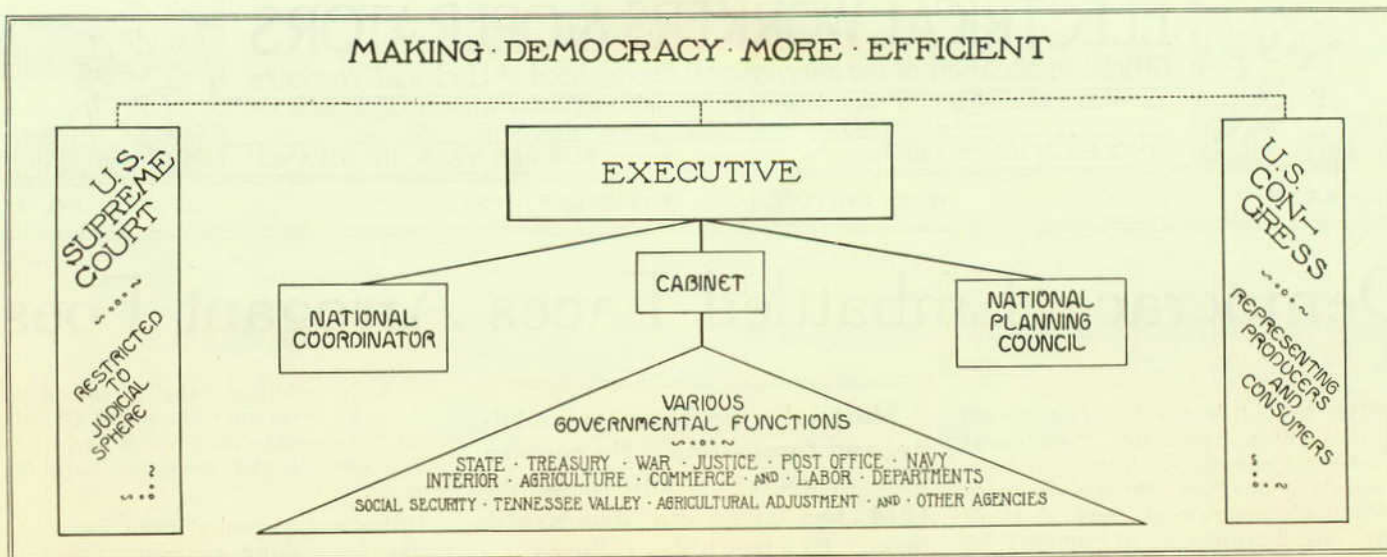 MAKING · DEMOCRACY · MORE · EFFICIENT
U.S.
SUPREME
COURT
RESTRICTED
TO
JUDICIAL
SPHERE
EXECUTIVE
NATIONAL
COORDINATOR
CABINET
NATIONAL
PLANNING
COUNCIL
VARIOUS
GOVERNMENTAL FUNCTIONS
STATE · TREASURY · WAR · JUSTICE · POST OFFICE · NAVY
INTERIOR · AGRICULTURE · COMMERCE · AND · LABOR · DEPARTMENTS
SOCIAL SECURITY · TENNESSEE VALLEY · AGRICULTURAL ADJUSTMENT · AND · OTHER AGENCIES
U.S.
CON-
GRESS
REPRESENTING
PRODUCERS
AND
CONSUMERS